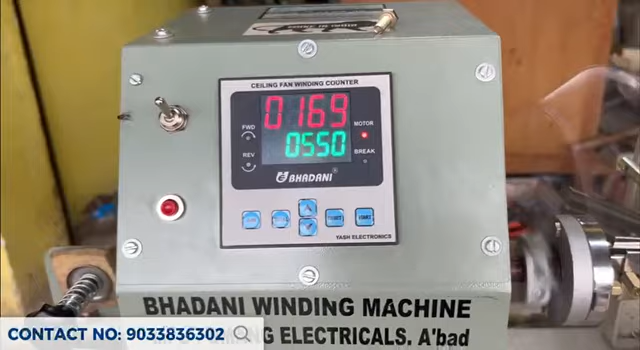 CEILING FAN WINDING COUNTER
0169
FWD
MOTOR
0550
REV
BREAK
BHADANI®
YASH ELECTRONICS
BHADANI WINDING MACHINE
ELECTRICALS. A'bad
CONTACT NO: 9033836302